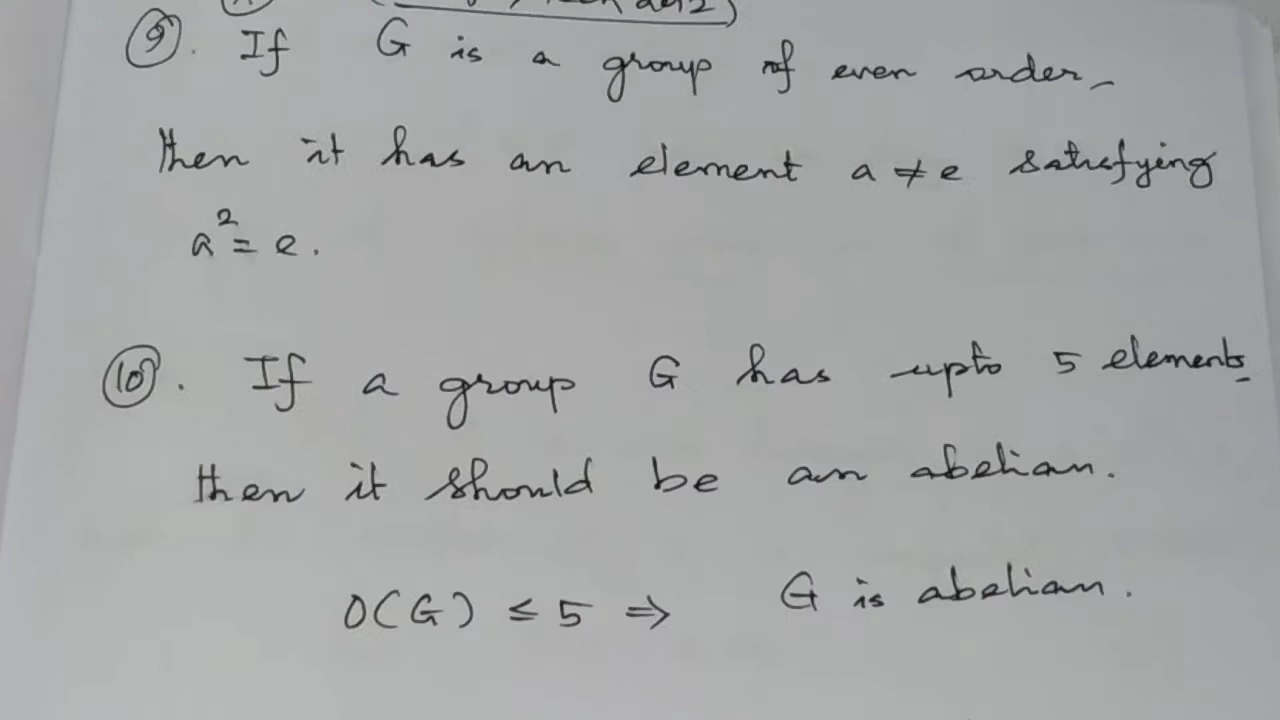 ⑨. If G is a group of even order,
then it has an element a ≠ e satisfying
a² = e.
⑩. If a group G has upto 5 elements
then it should be an abelian.
O(G) ≤ 5 ⇒ G is abelian.